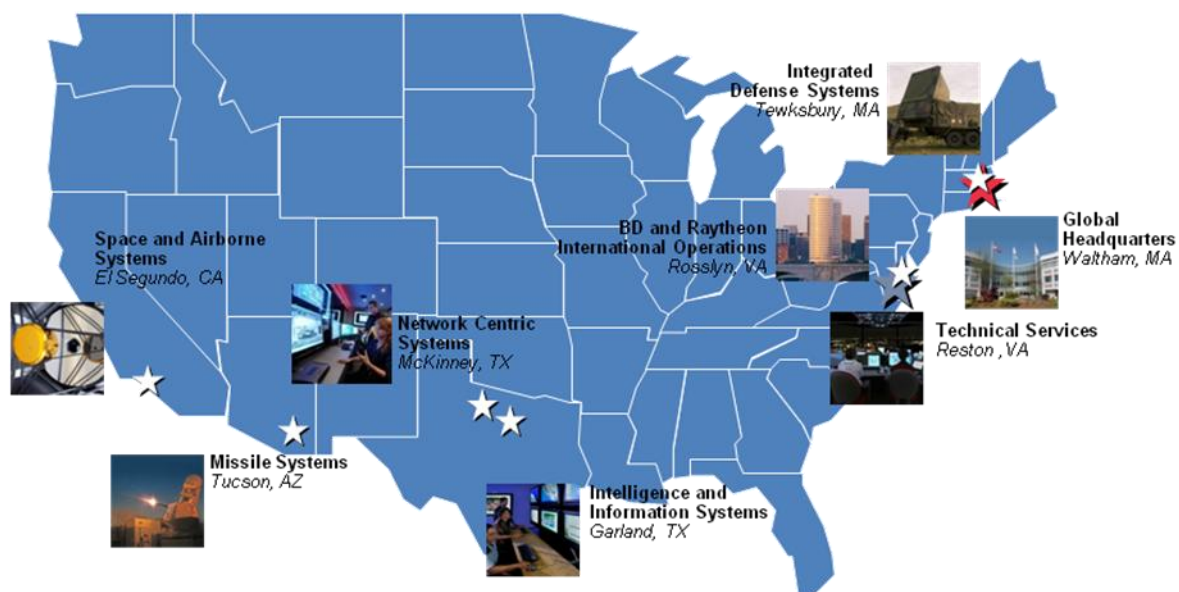 Integrated
Defense Systems
Tewksbury, MA
BD and Raytheon
International Operations
Rosslyn, VA
Global
Headquarters
Waltham, MA
Space and Airborne
Systems
El Segundo, CA
Network Centric
Systems
McKinney, TX
Technical Services
Reston ,VA
Missile Systems
Tucson, AZ
Intelligence and
Information Systems
Garland, TX